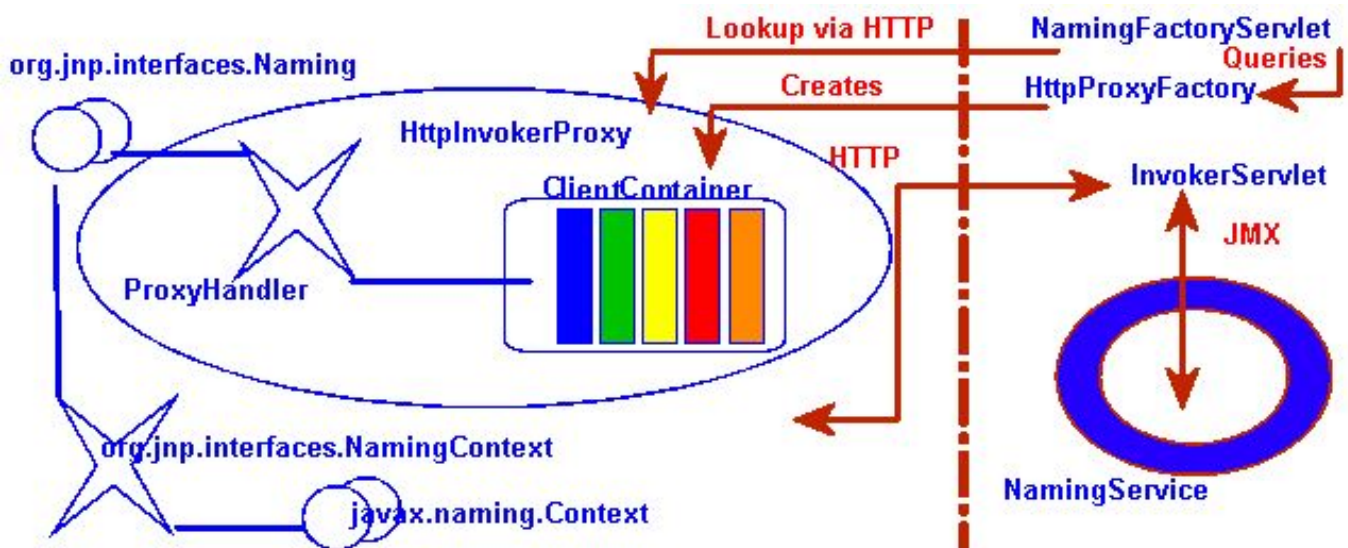 Lookup via HTTP
NamingFactoryServlet
Queries
org.jnp.interfaces.Naming
Creates
HttpProxyFactory
HttpInvokerProxy
HTTP
InvokerServlet
ClientContainer
JMX
ProxyHandler
org.jnp.interfaces.NamingContext
NamingService
javax.naming.Context